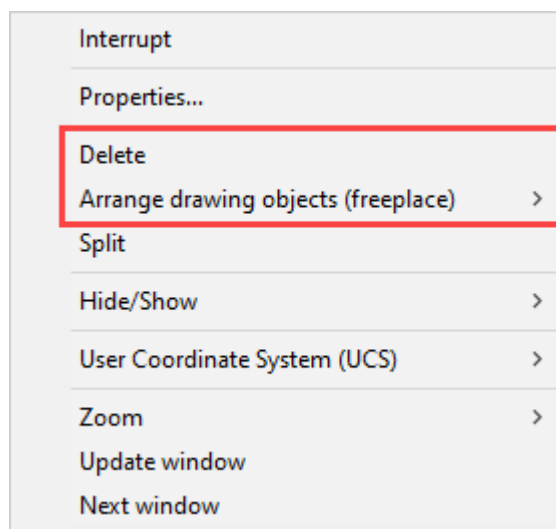 Interrupt
Properties...
Delete
Arrange drawing objects (freeplace)
Split
Hide/Show
User Coordinate System (UCS)
Zoom
Update window
Next window